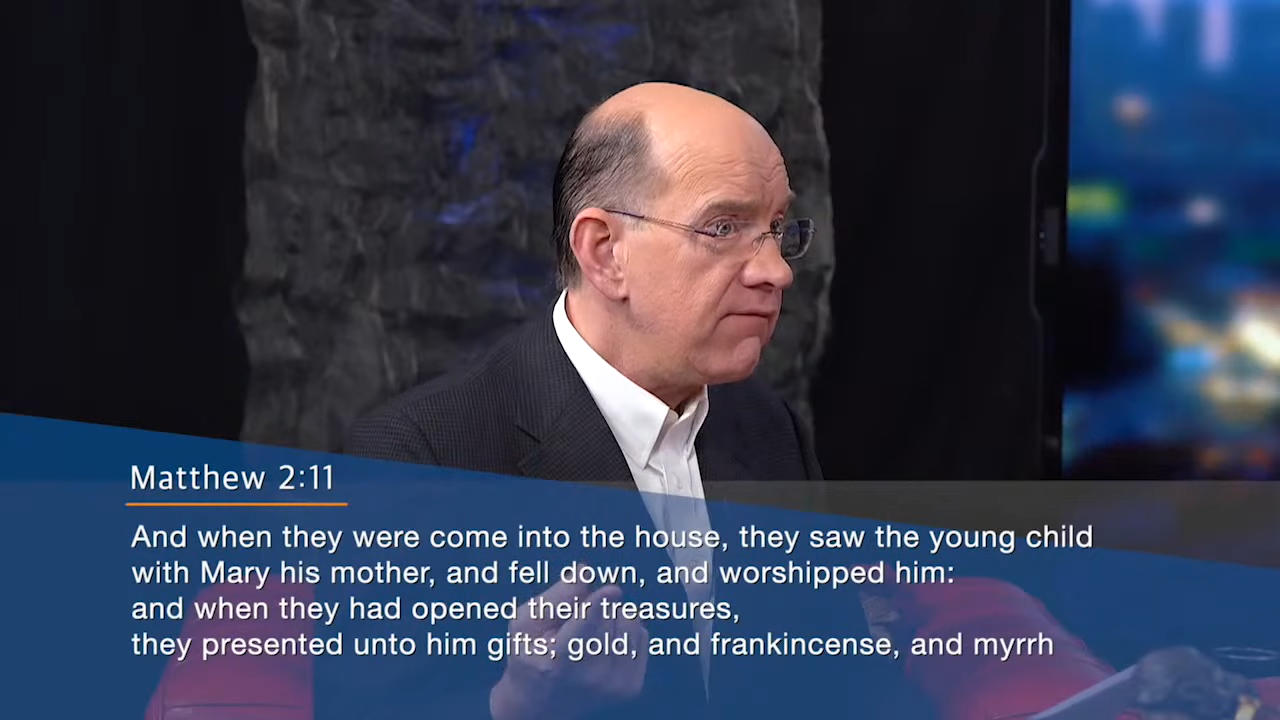 Matthew 2:11
And when they were come into the house, they saw the young child
with Mary his mother, and fell down, and worshipped him:
and when they had opened their treasures,
they presented unto him gifts; gold, and frankincense, and myrrh